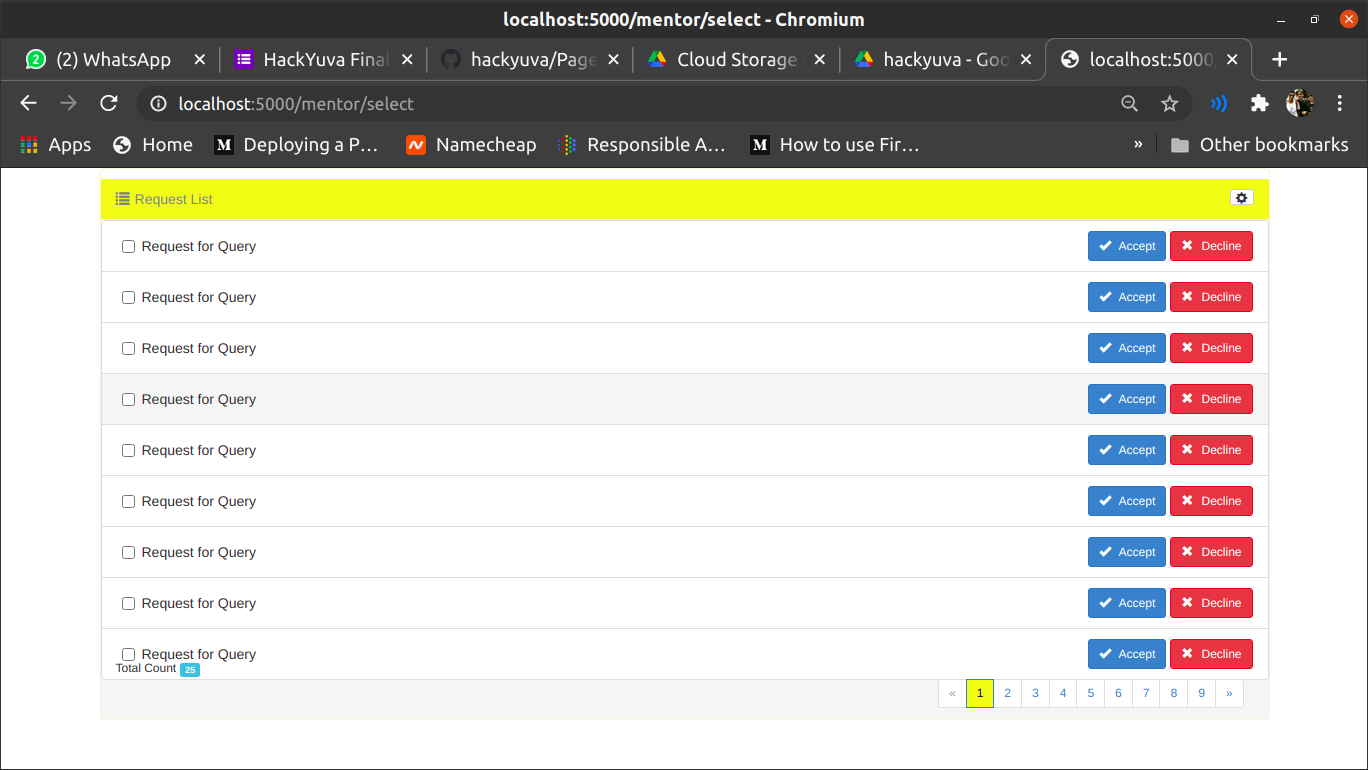 localhost:5000/mentor/select - Chromium
2 (2) WhatsApp HackYuva Final hackyuva/Page Cloud Storage hackyuva - Goo localhost:5000
localhost:5000/mentor/select
Apps Home M Deploying a P... Namecheap Responsible A... M How to use Fir... » Other bookmarks
Request List
Request for Query Accept Decline
Request for Query Accept Decline
Request for Query Accept Decline
Request for Query Accept Decline
Request for Query Accept Decline
Request for Query Accept Decline
Request for Query Accept Decline
Request for Query Accept Decline
Request for Query Accept Decline
Total Count 25
« 1 2 3 4 5 6 7 8 9 »